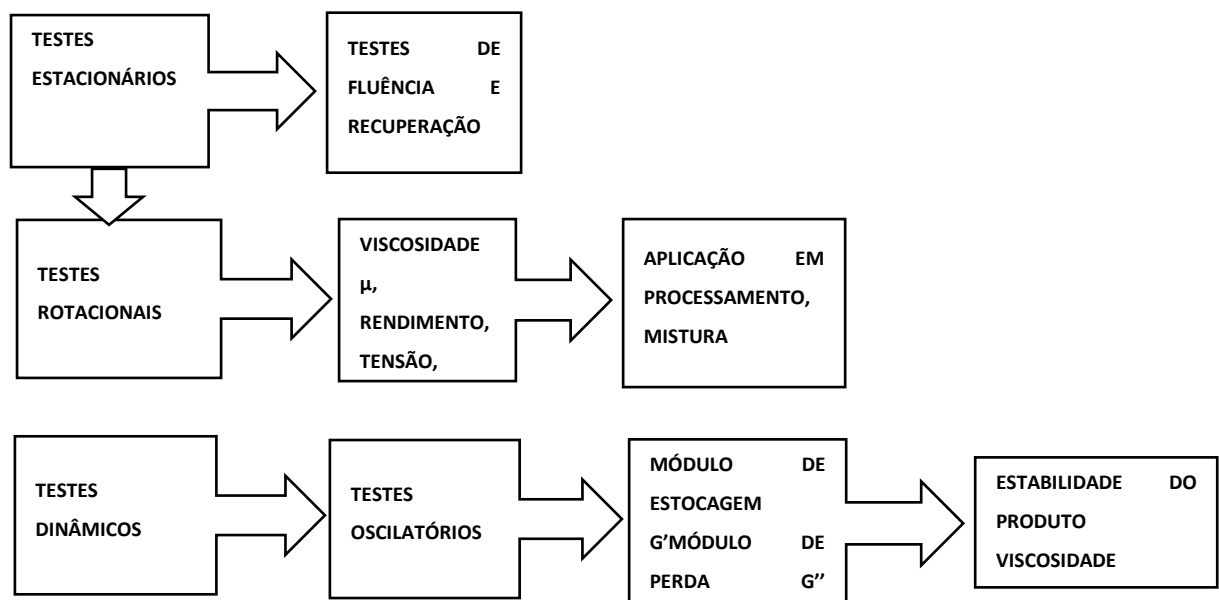 TESTES
ESTACIONÁRIOS
TESTES DE
FLUÊNCIA E
RECUPERAÇÃO
TESTES
ROTACIONAIS
VISCOSIDADE
μ,
RENDIMENTO,
TENSÃO,
APLICAÇÃO EM
PROCESSAMENTO,
MISTURA
TESTES
DINÂMICOS
TESTES
OSCILATÓRIOS
MÓDULO DE
ESTOCAGEM
G’MÓDULO DE
PERDA G’’
ESTABILIDADE DO
PRODUTO
VISCOSIDADE